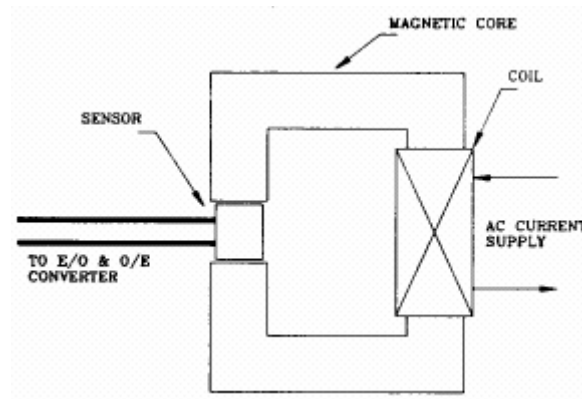 MAGNETIC CORE
COIL
SENSOR
AC CURRENT
SUPPLY
TO E/O & O/E
CONVERTER